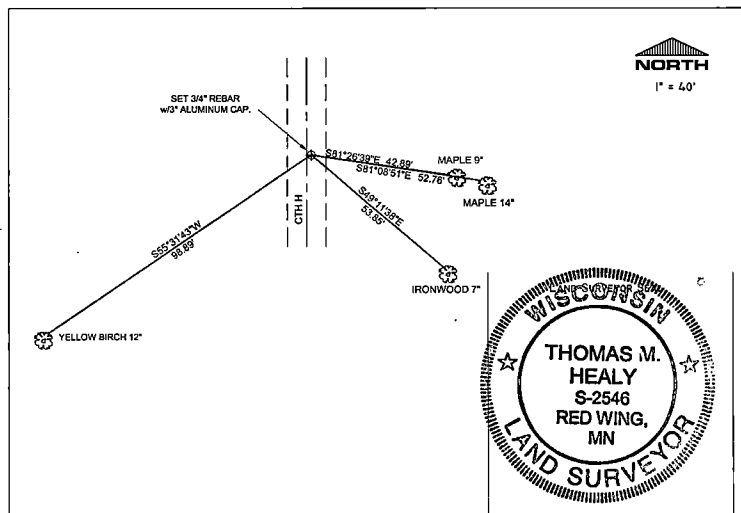 NORTH
1" = 40'
SET 3/4" REBAR
w/3" ALUMINUM CAP.
S81°26'39"E 42.89'
S81°08'51"E 52.76'
MAPLE 9"
MAPLE 14"
CTH H
S49°11'38"E
53.85'
S55°31'43"W
98.89'
IRONWOOD 7"
YELLOW BIRCH 12"
LAND SURVEYOR
WISCONSIN
THOMAS M.
HEALY
S-2546
RED WING,
MN
LAND SURVEYOR